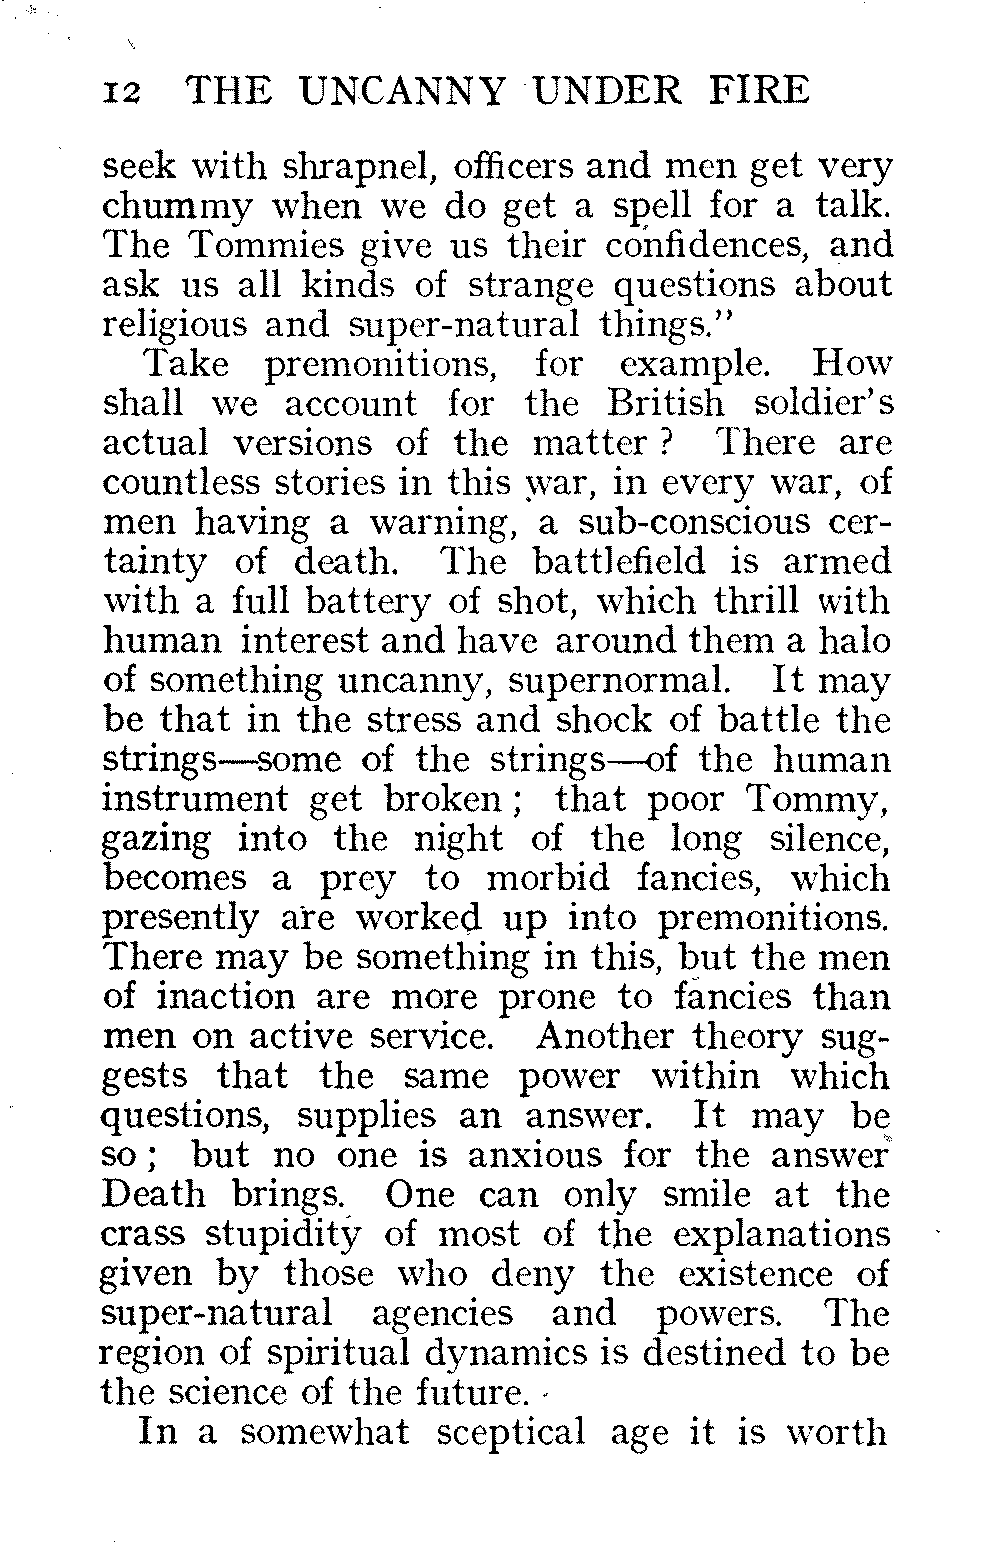 12 THE UNCANNY UNDER FIRE
seek with shrapnel, officers and men get very
chummy when we do get a spell for a talk.
The Tommies give us their confidences, and
ask us all kinds of strange questions about
religious and super-natural things.”
Take premonitions, for example. How
shall we account for the British soldier's
actual versions of the matter ? There are
countless stories in this war, in every war, of
men having a warning, a sub-conscious cer-
tainty of death. The battlefield is armed
with a full battery of shot, which thrill with
human interest and have around them a halo
of something uncanny, supernormal. It may
be that in the stress and shock of battle the
strings—some of the strings—of the human
instrument get broken ; that poor Tommy,
gazing into the night of the long silence,
becomes a prey to morbid fancies, which
presently are worked up into premonitions.
There may be something in this, but the men
of inaction are more prone to fancies than
men on active service. Another theory sug-
gests that the same power within which
questions, supplies an answer. It may be
so ; but no one is anxious for the answer
Death brings. One can only smile at the
crass stupidity of most of the explanations
given by those who deny the existence of
super-natural agencies and powers. The
region of spiritual dynamics is destined to be
the science of the future.
In a somewhat sceptical age it is worth